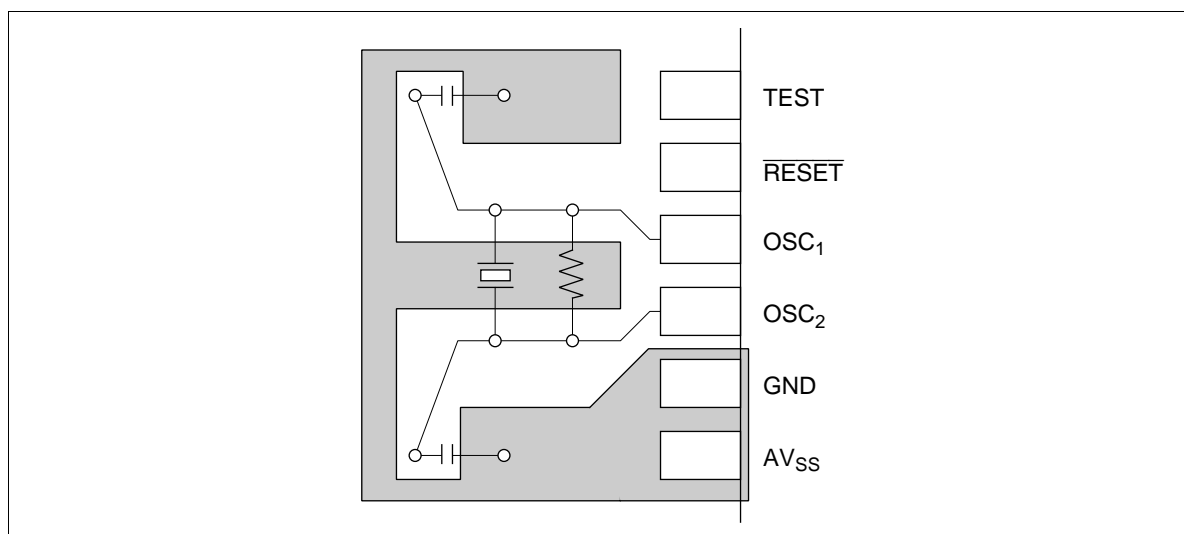 TEST
RESET
OSC1
OSC2
GND
AVSS